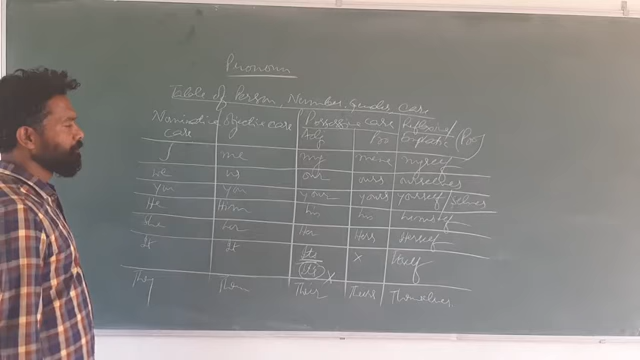 Pronoun
Table of Person, Number, Gender, Case
Nominative case Objective case Possessive case Reflexive/ Emphatic (Pro)
Adj Pro
I me my mine myself
We us our ours ourselves
You you your yours yourself/selves
He Him his his himself
She her Her Hers Herself
It It Its x Itself
(It's) x
They Them Their Theirs Themselves